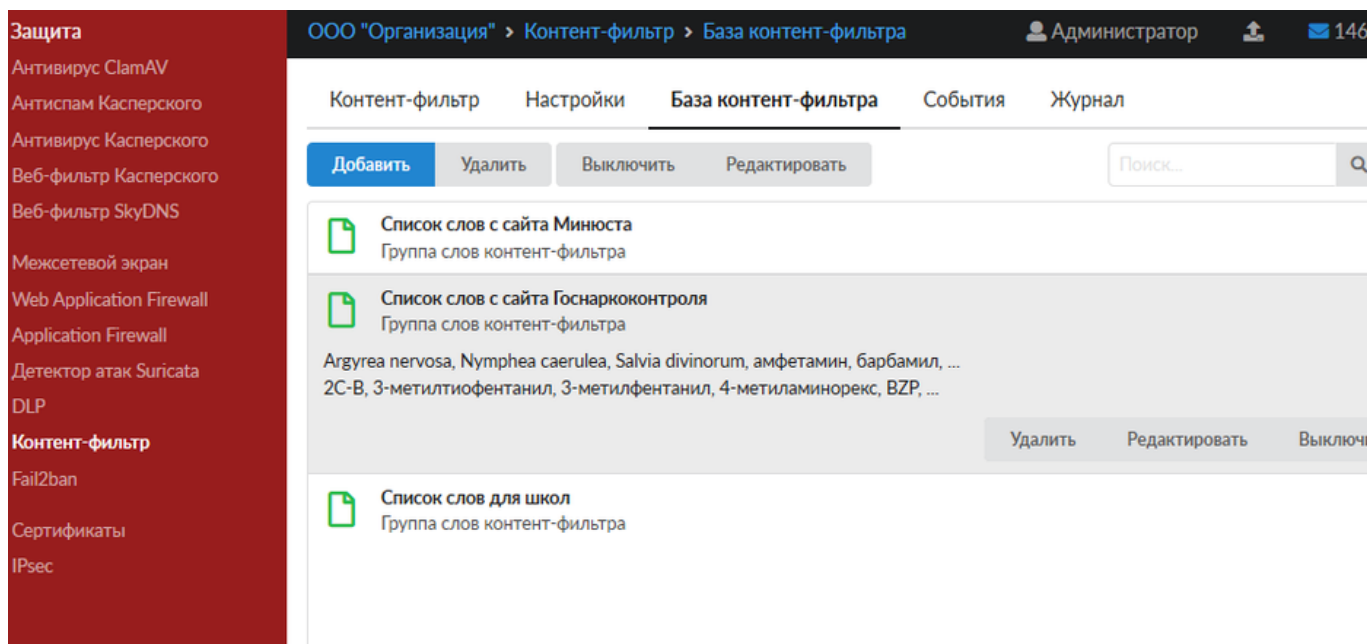 Защита
Антивирус ClamAV
Антиспам Касперского
Антивирус Касперского
Веб-фильтр Касперского
Веб-фильтр SkyDNS
Межсетевой экран
Web Application Firewall
Application Firewall
Детектор атак Suricata
DLP
Контент-фильтр
Fail2ban
Сертификаты
IPsec
ООО "Организация" > Контент-фильтр > База контент-фильтра Администратор 146
Контент-фильтр Настройки База контент-фильтра События Журнал
Добавить Удалить Выключить Редактировать Поиск...
Список слов с сайта Минюста
Группа слов контент-фильтра
Список слов с сайта Госнаркоконтроля
Группа слов контент-фильтра
Argyrea nervosa, Nymphea caerulea, Salvia divinorum, амфетамин, барбамил, ...
2C-B, 3-метилтиофентанил, 3-метилфентанил, 4-метиламинорекс, BZP, ...
Удалить Редактировать Выключи
Список слов для школ
Группа слов контент-фильтра